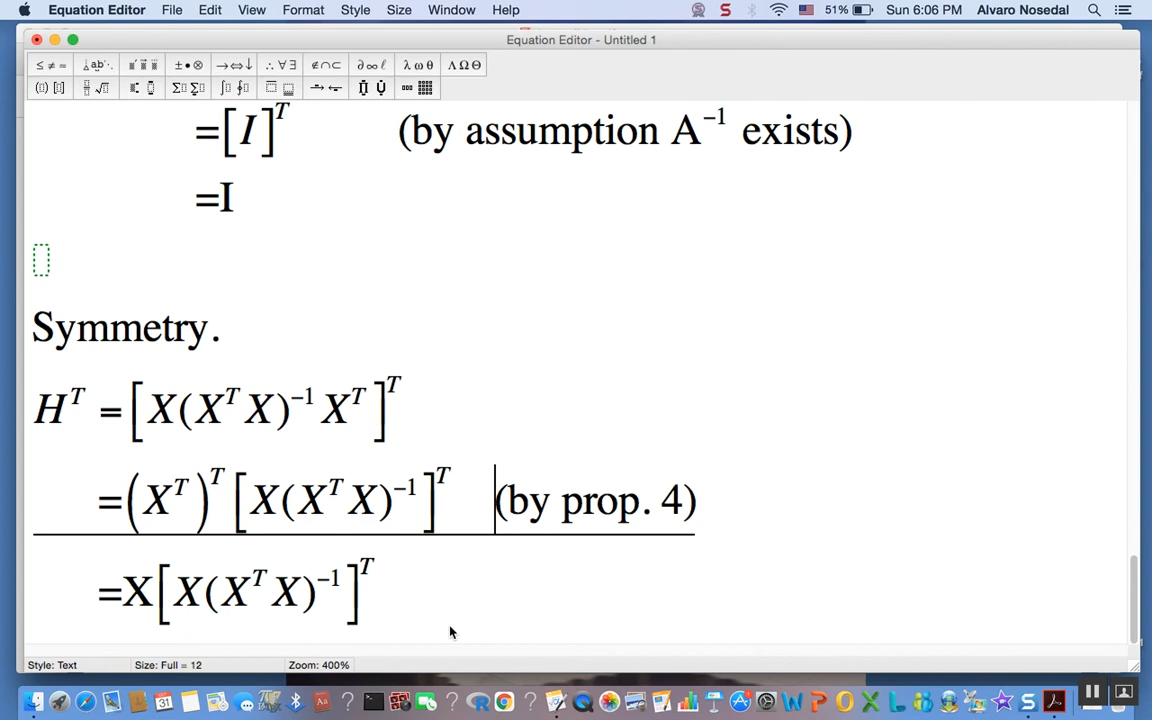 Equation Editor File Edit View Format Style Size Window Help 51% Sun 6:06 PM Alvaro Nosedal
Equation Editor - Untitled 1
=[I]^T (by assumption A^{-1} exists)
=I
Symmetry.
H^T = [X(X^T X)^{-1} X^T]^T
=(X^T)^T [X(X^T X)^{-1}]^T (by prop. 4)
=X[X(X^T X)^{-1}]^T
Style: Text Size: Full = 12 Zoom: 400%